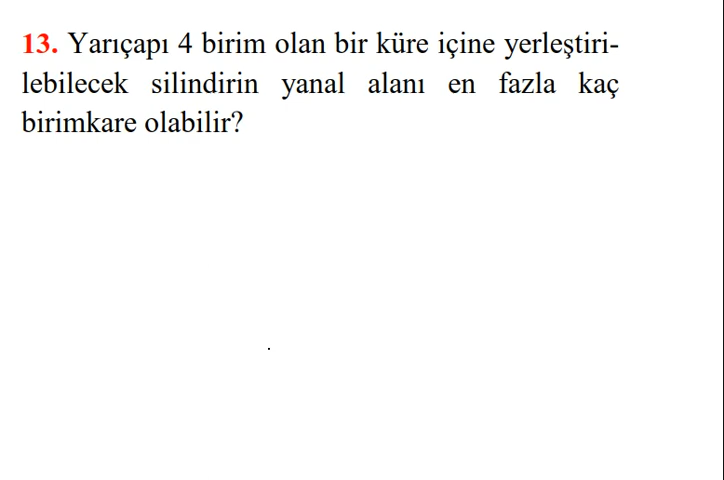 13. Yarıçapı 4 birim olan bir küre içine yerleştiri-
lebilecek silindirin yanal alanı en fazla kaç
birimkare olabilir?